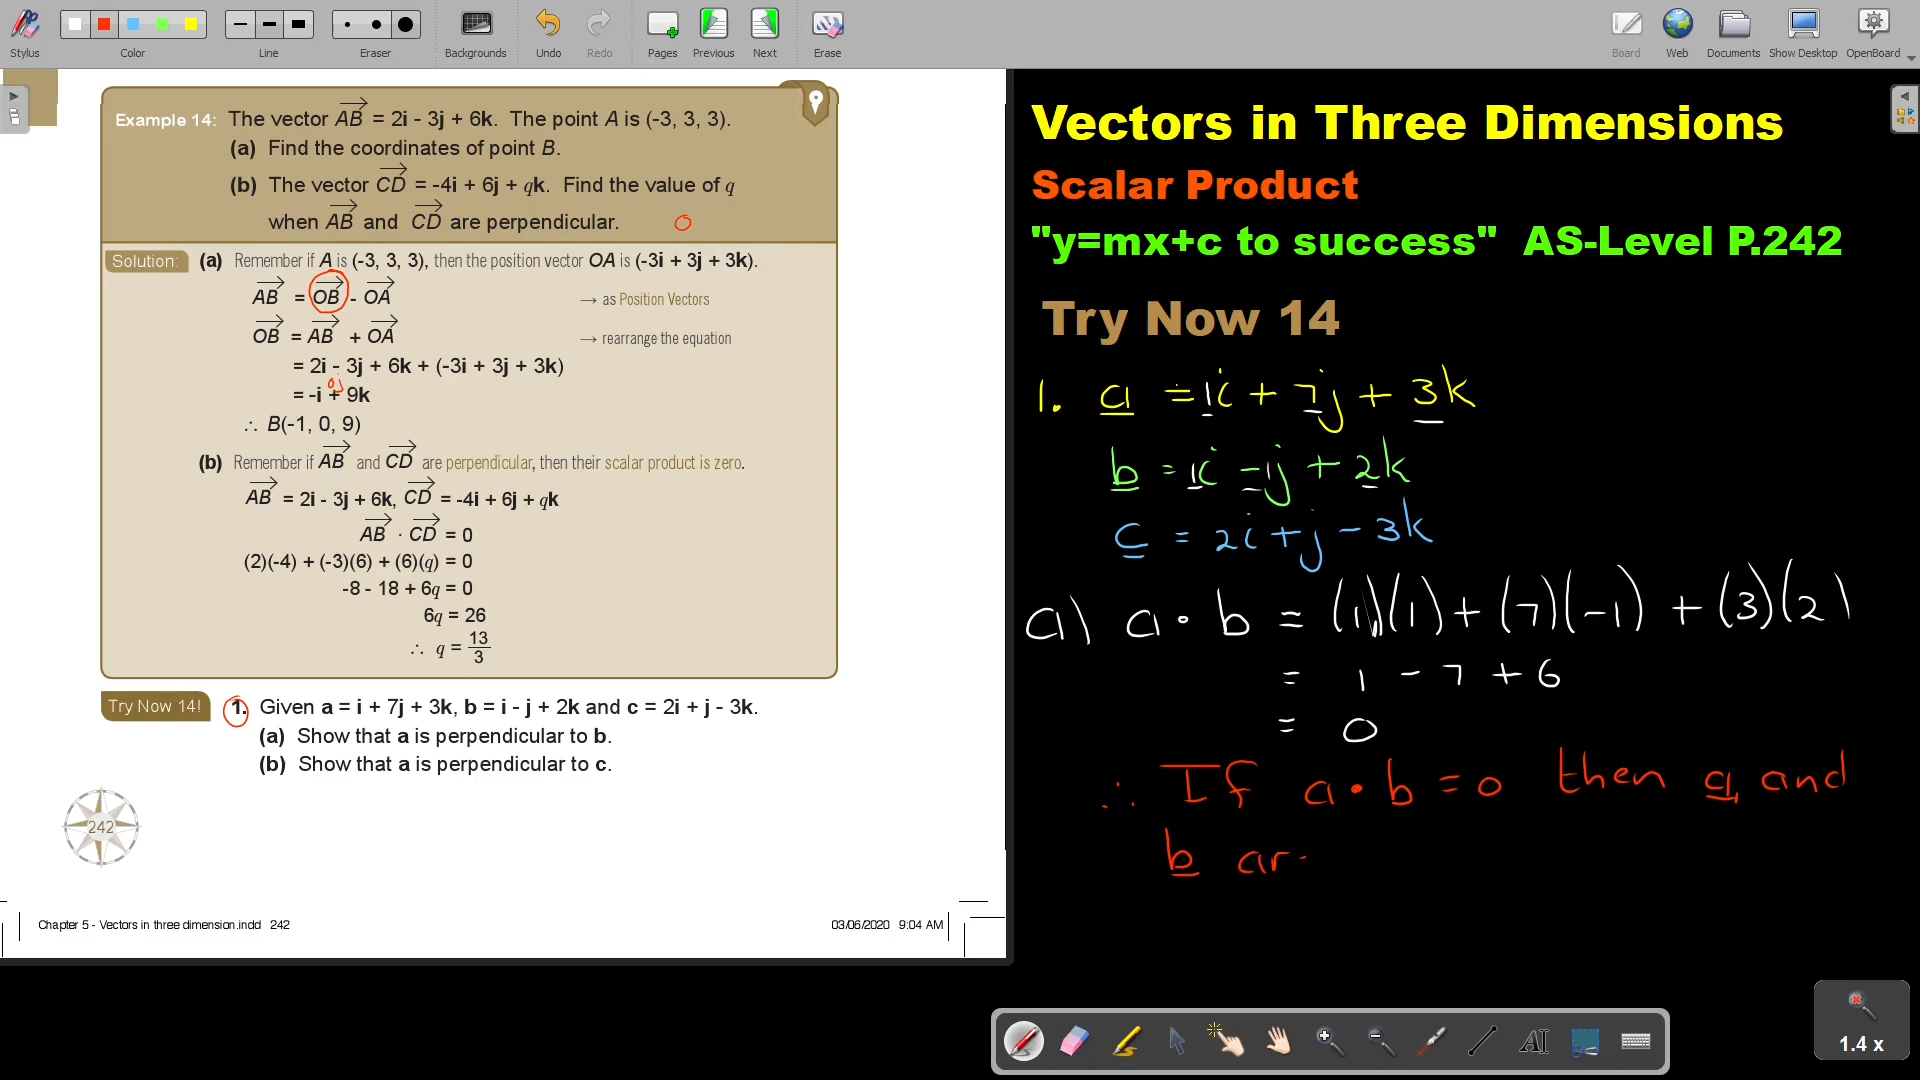 Stylus Color Line Eraser Backgrounds Undo Redo Pages Previous Next Erase Board Web Documents Show Desktop OpenBoard
Example 14: The vector AB = 2i - 3j + 6k. The point A is (-3, 3, 3).
(a) Find the coordinates of point B.
(b) The vector CD = -4i + 6j + qk. Find the value of q
when AB and CD are perpendicular. 0
Solution: (a) Remember if A is (-3, 3, 3), then the position vector OA is (-3i + 3j + 3k).
AB = OB - OA → as Position Vectors
OB = AB + OA → rearrange the equation
= 2i - 3j + 6k + (-3i + 3j + 3k)
0j
= -i + 9k
∴ B(-1, 0, 9)
(b) Remember if AB and CD are perpendicular, then their scalar product is zero.
AB = 2i - 3j + 6k, CD = -4i + 6j + qk
AB · CD = 0
(2)(-4) + (-3)(6) + (6)(q) = 0
-8 - 18 + 6q = 0
6q = 26
∴ q = 13/3
Try Now 14! 1. Given a = i + 7j + 3k, b = i - j + 2k and c = 2i + j - 3k.
(a) Show that a is perpendicular to b.
(b) Show that a is perpendicular to c.
242
Chapter 5 - Vectors in three dimension.indd 242 03/06/2020 9:04 AM
Vectors in Three Dimensions
Scalar Product
"y=mx+c to success" AS-Level P.242
Try Now 14
1. a = 1i + 7j + 3k
b = 1i - 1j + 2k
c = 2i + j - 3k
a) a • b = (1)(1) + (7)(-1) + (3)(2)
= 1 - 7 + 6
= 0
∴ If a • b = 0 then a and
b ar
1.4 x